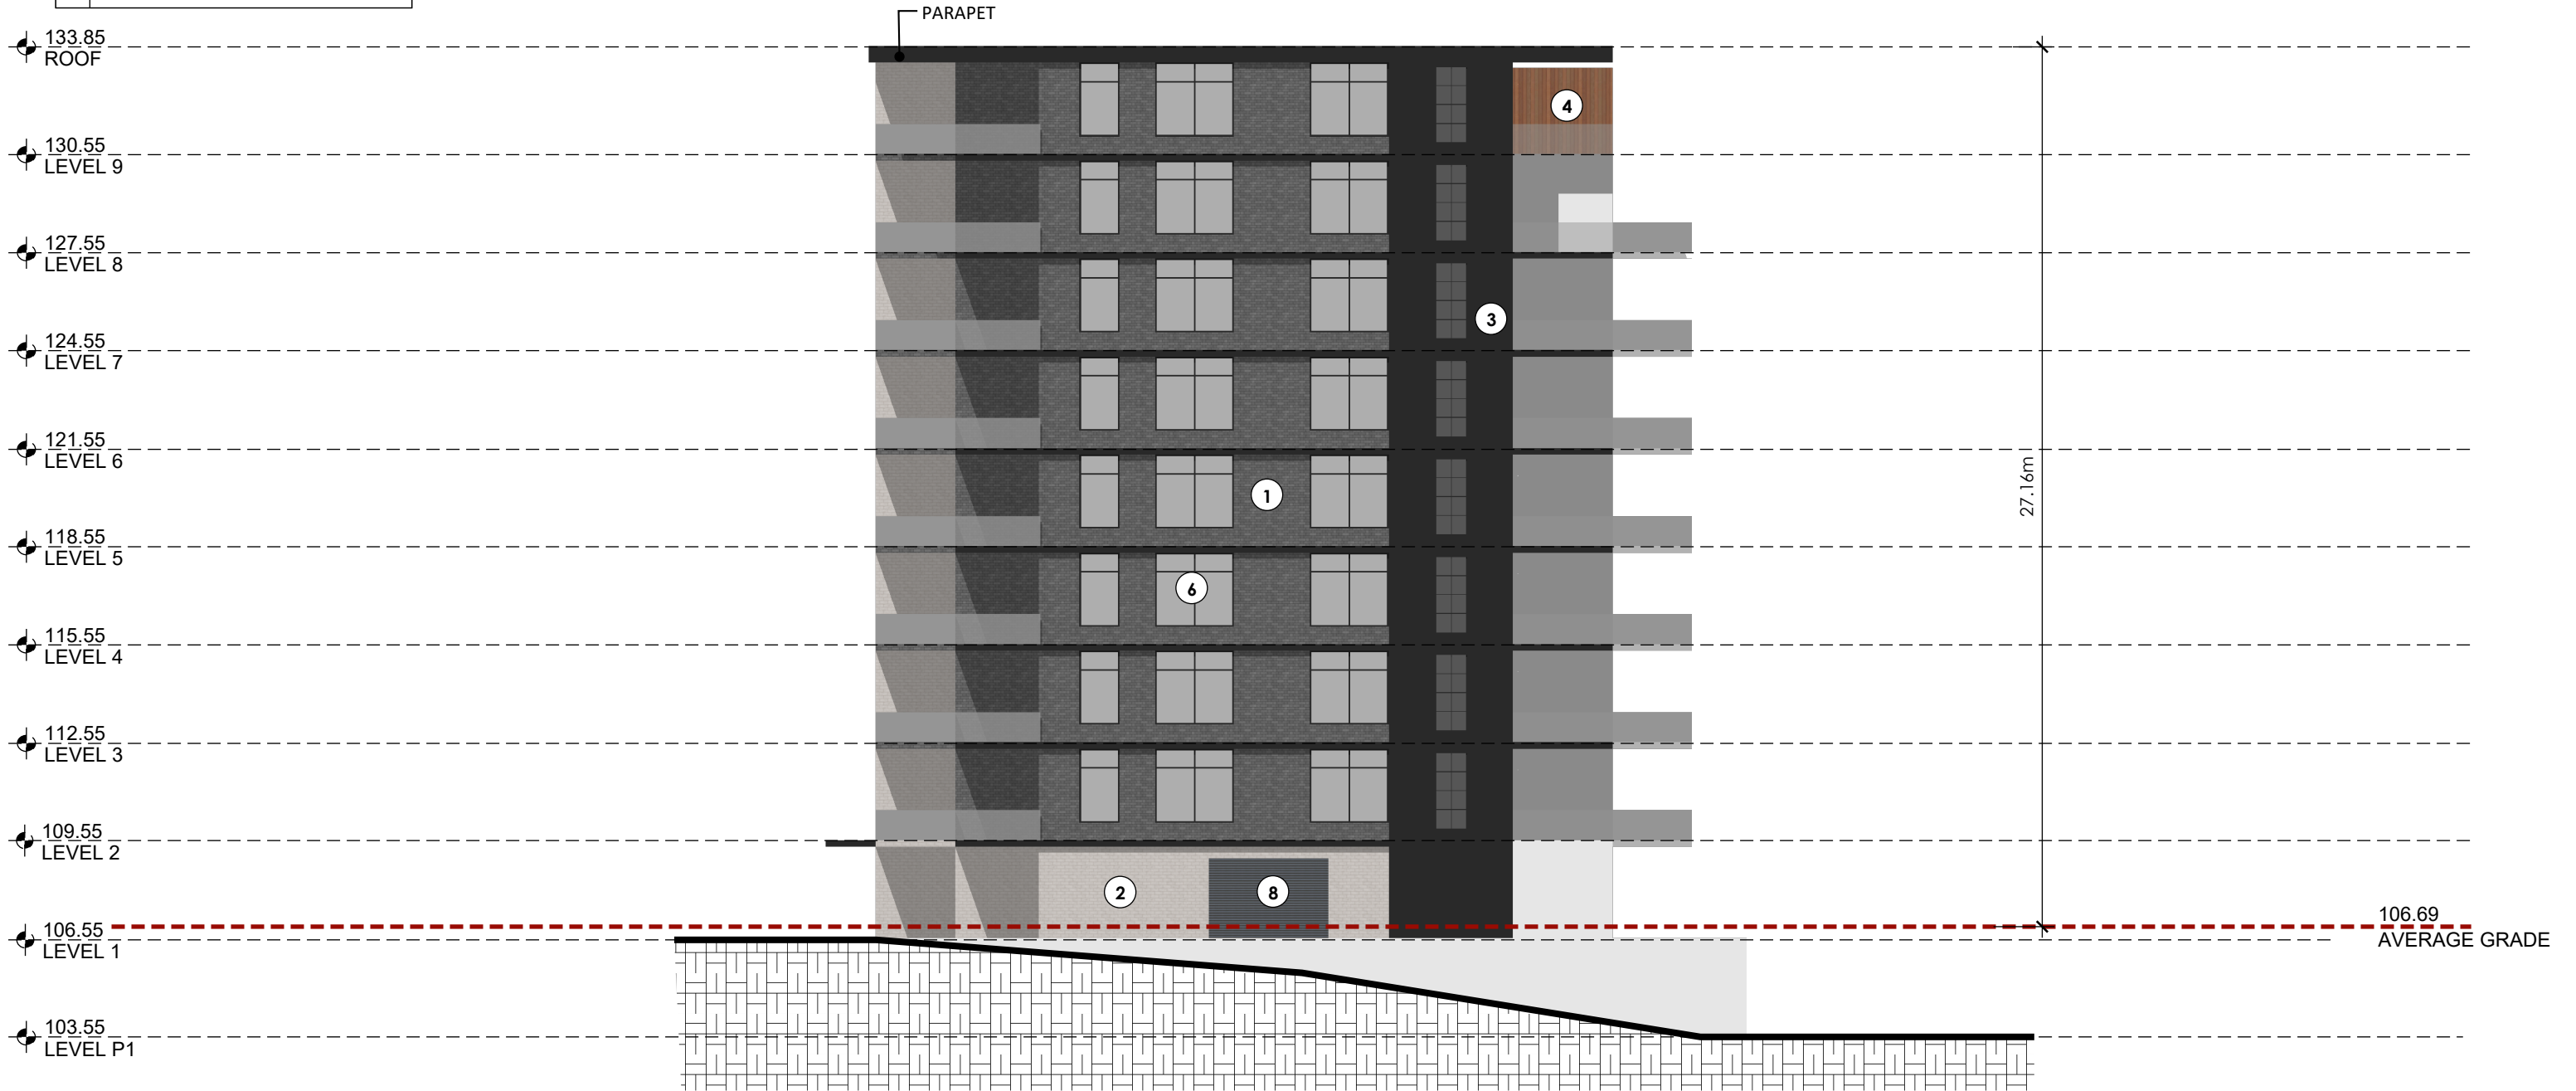 PARAPET
133.85
ROOF
4
130.55
LEVEL 9
127.55
LEVEL 8
3
124.55
LEVEL 7
121.55
LEVEL 6
27.16m
1
118.55
LEVEL 5
6
115.55
LEVEL 4
112.55
LEVEL 3
109.55
LEVEL 2
2
8
106.69
AVERAGE GRADE
106.55
LEVEL 1
103.55
LEVEL P1